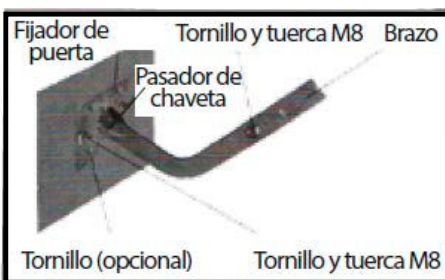 Fijador de
puerta
Tornillo y tuerca M8
Brazo
Pasador de
chaveta
Tornillo (opcional)
Tornillo y tuerca M8